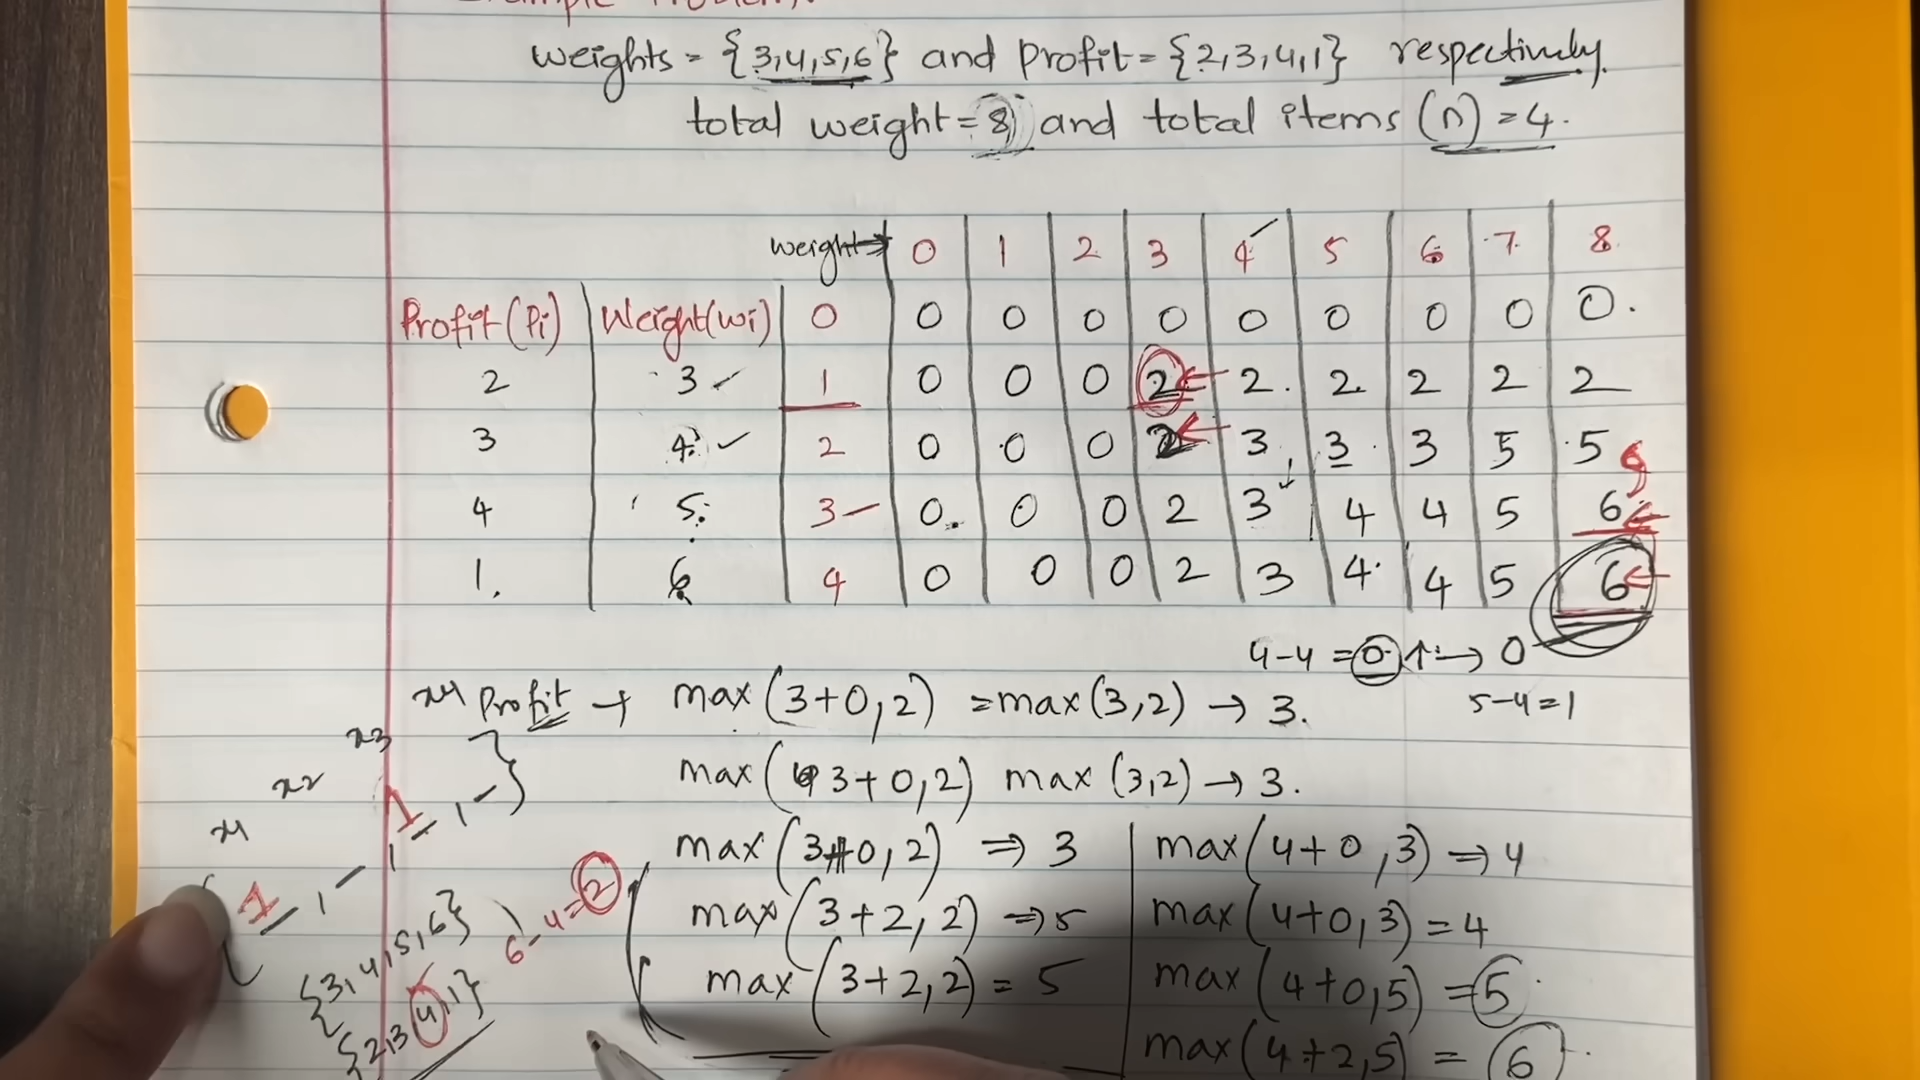 Example Problem:
weights = {3,4,5,6} and Profit = {2,3,4,1} respectively.
total weight = 8 and total items (n) = 4.
weight→ 0 1 2 3 4 5 6 7 8
Profit (Pi) Weight(wi) 0 0 0 0 0 0 0 0 0 0.
2 3 1 0 0 0 2 2. 2. 2 2 2
3 4 2 0 0 0 2 3 3 3 5 5
4 5 3 0 0 0 2 3 4 4 5 6
1. 6 4 0 0 0 2 3 4 4 5 6
4-4 = 0 ↑→ 0
5-4=1
Profit → max(3+0,2) = max(3,2) → 3.
max(3+0,2) max(3,2) → 3.
max(3+0,2) ⇒ 3
max(3+2,2) ⇒ 5
max(3+2,2) = 5
max(4+0,3) ⇒ 4
max(4+0,3) = 4
max(4+0,5) = 5
max(4+2,5) = 6
x1 x2 x3 x4
{1, , 1, }
{3,4,5,6}
{2,3,4,1}
6-4=2